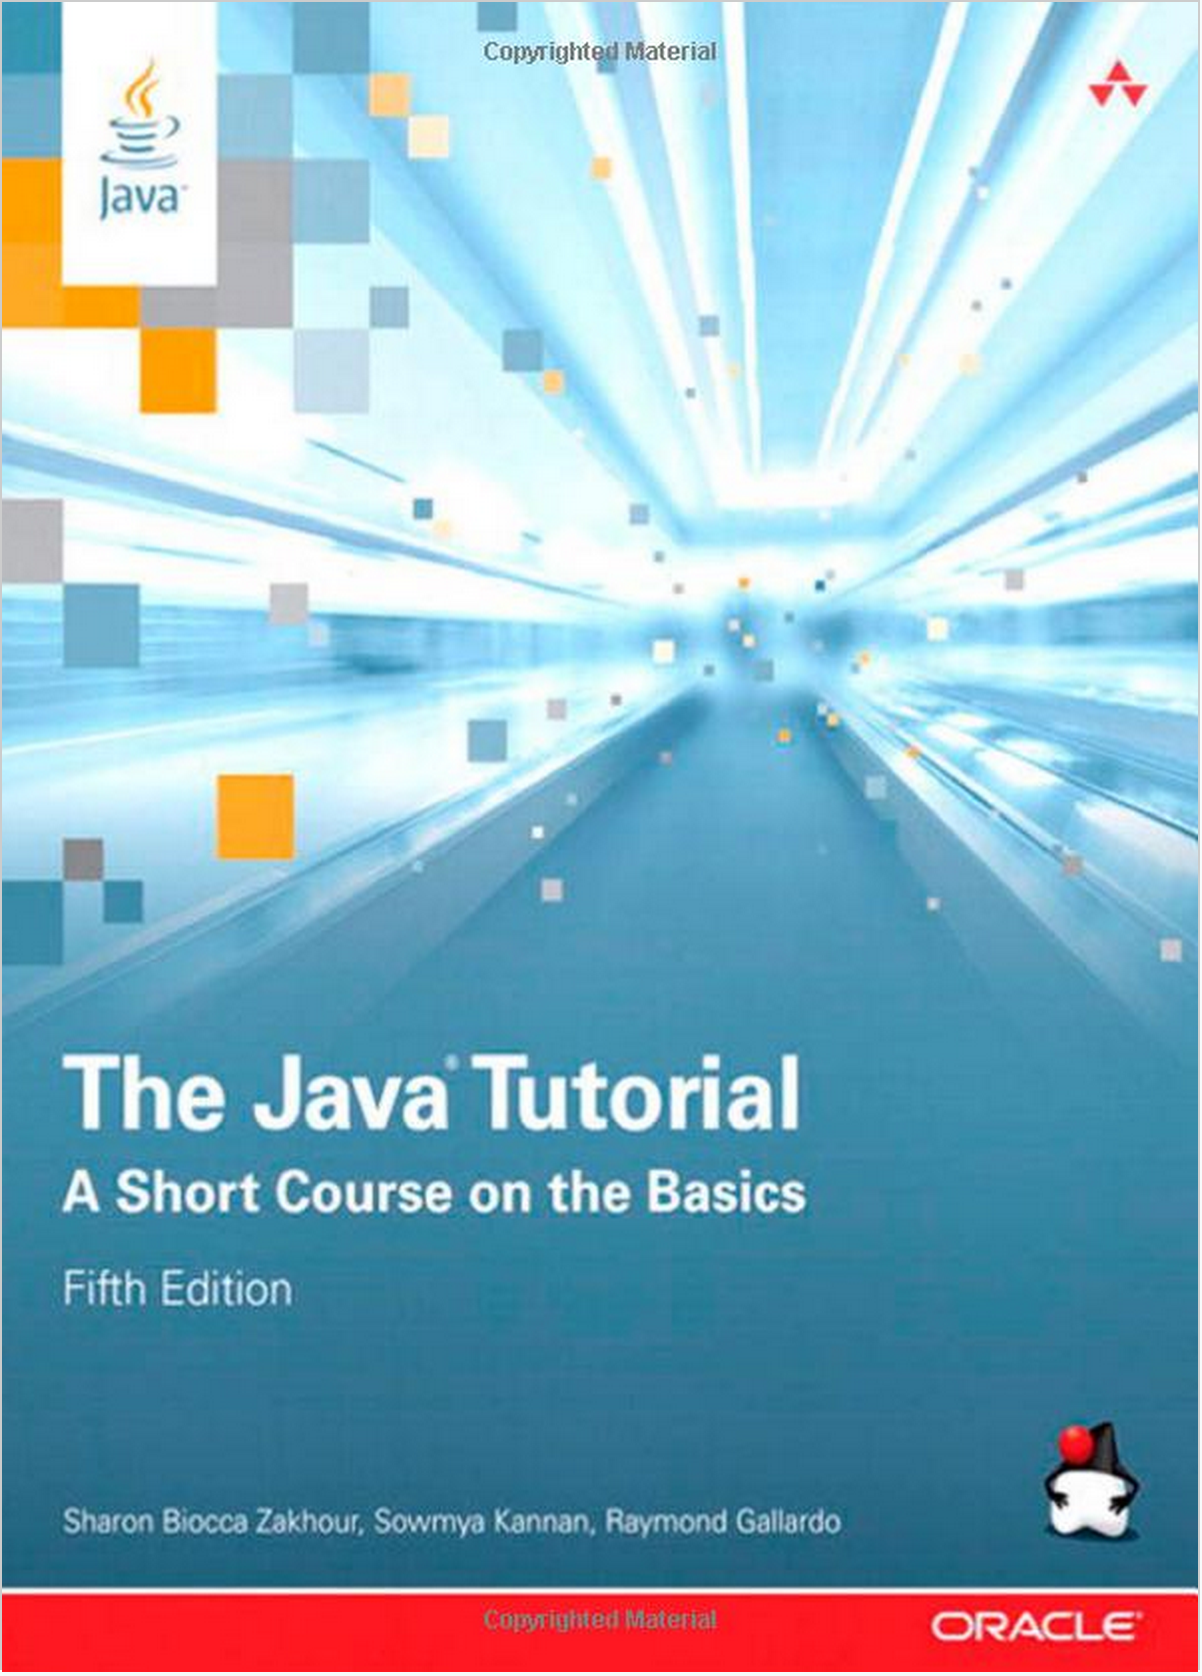 Copyrighted Material
Java™
The Java® Tutorial
A Short Course on the Basics
Fifth Edition
Sharon Biocca Zakhour, Sowmya Kannan, Raymond Gallardo
Copyrighted Material
ORACLE®